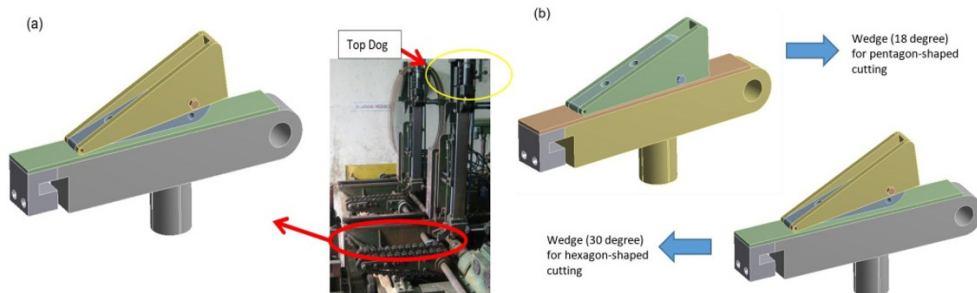 (a)
Top Dog
(b)
Wedge (18 degree)
for pentagon-shaped
cutting
Wedge (30 degree)
for hexagon-shaped
cutting